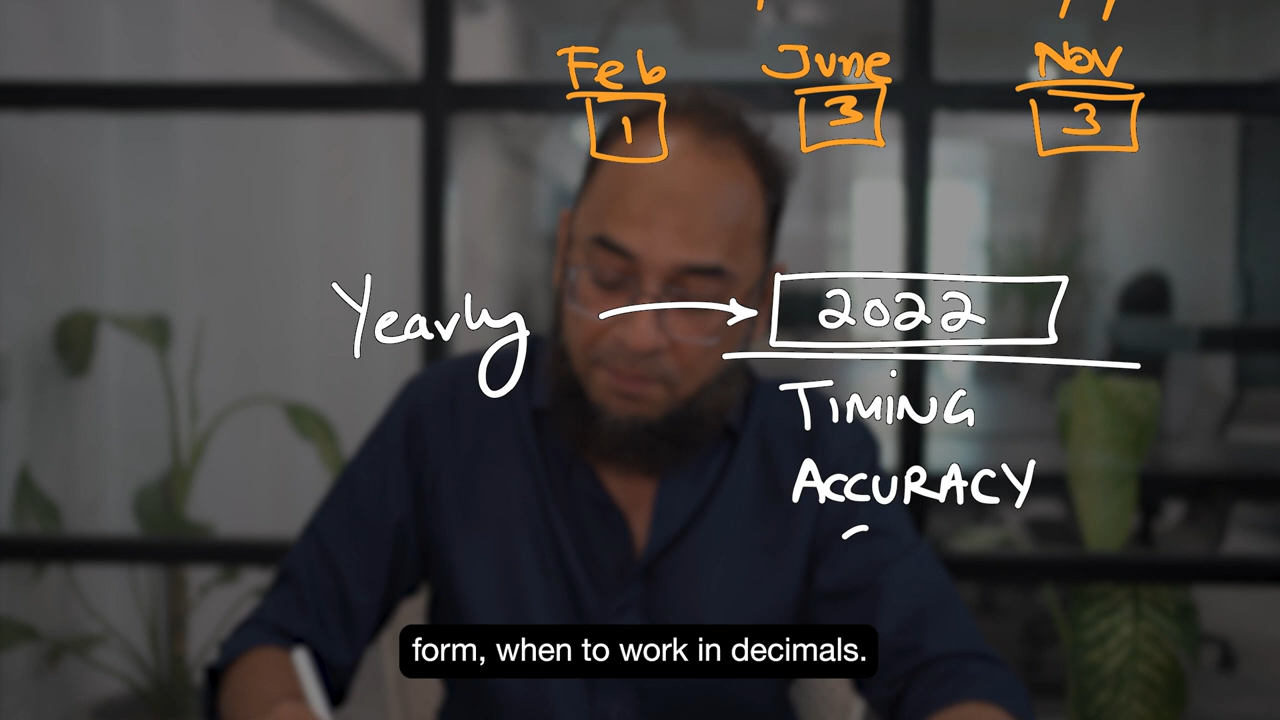 Feb June Nov
1 3 3
Yearly → 2022
TIMING
ACCURACY
form, when to work in decimals.